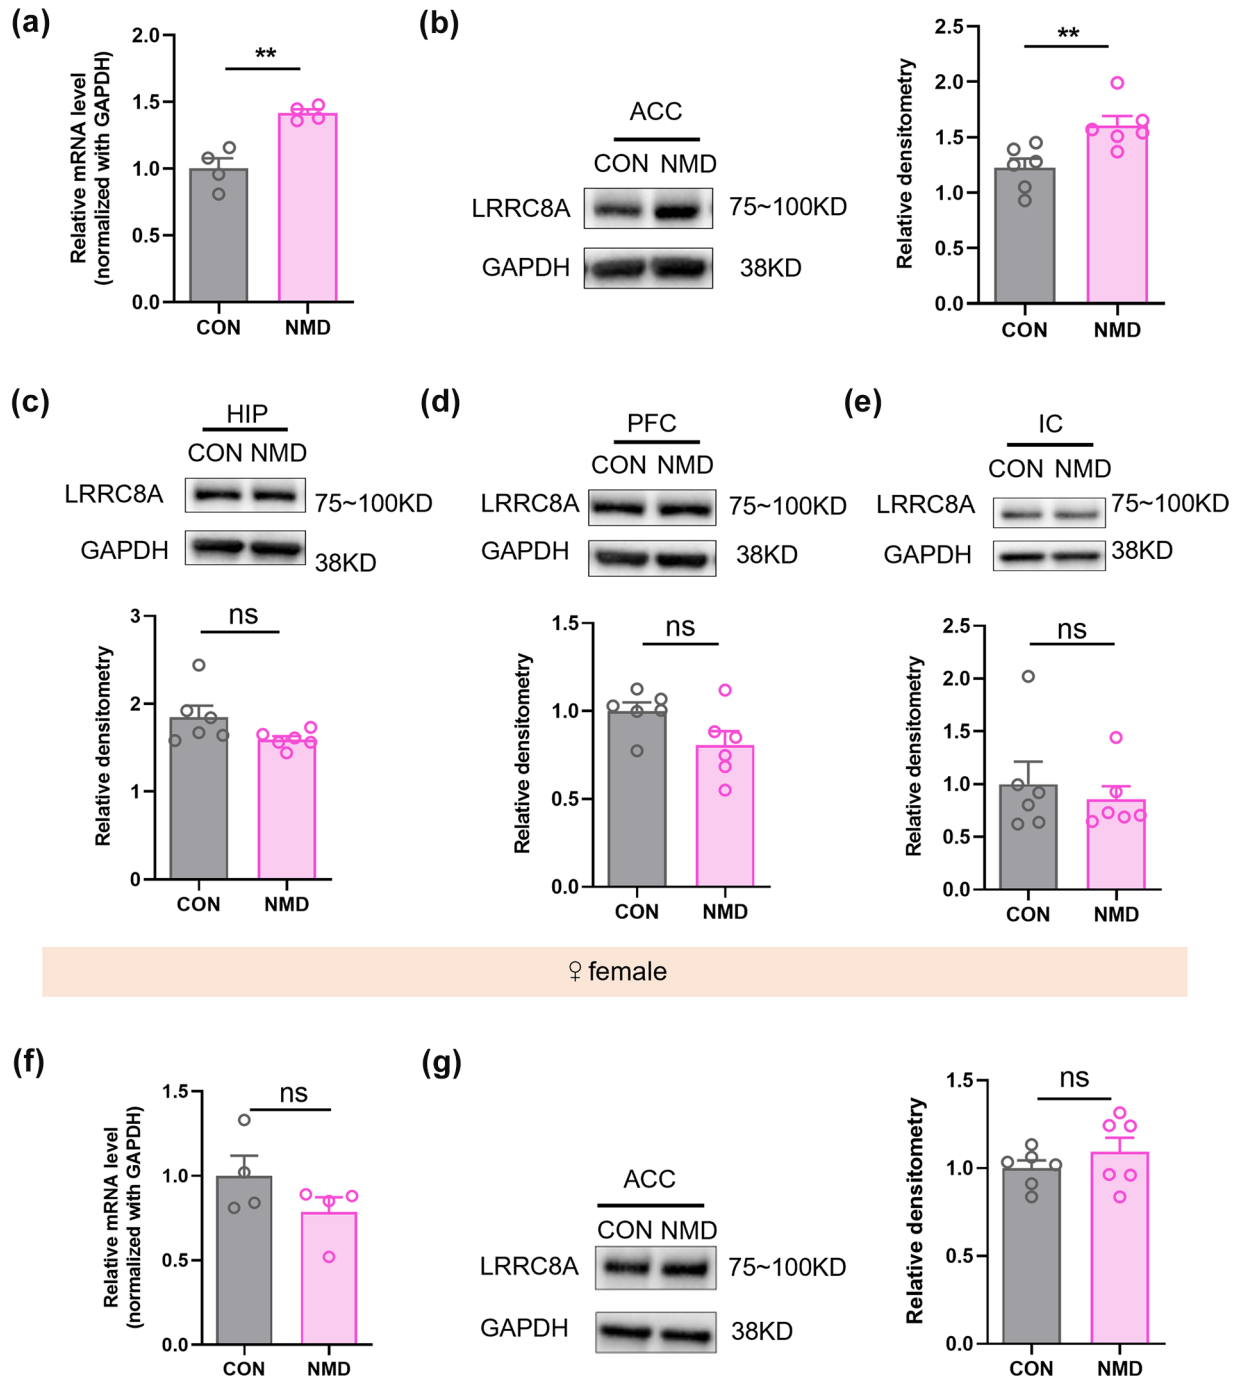 (a)
Relative mRNA level
(normalized with GAPDH)
2.0
1.5
1.0
0.5
0.0
**
CON NMD
(b)
ACC
CON NMD
LRRC8A 75~100KD
GAPDH 38KD
Relative densitometry
2.5
2.0
1.5
1.0
0.5
0.0
**
CON NMD
(c)
HIP
CON NMD
LRRC8A 75~100KD
GAPDH 38KD
Relative densitometry
3
2
1
0
ns
CON NMD
(d)
PFC
CON NMD
LRRC8A 75~100KD
GAPDH 38KD
Relative densitometry
1.5
1.0
0.5
0.0
ns
CON NMD
(e)
IC
CON NMD
LRRC8A 75~100KD
GAPDH 38KD
Relative densitometry
2.5
2.0
1.5
1.0
0.5
0.0
ns
CON NMD
♀ female
(f)
Relative mRNA level
(normalized with GAPDH)
1.5
1.0
0.5
0.0
ns
CON NMD
(g)
ACC
CON NMD
LRRC8A 75~100KD
GAPDH 38KD
Relative densitometry
1.5
1.0
0.5
0.0
ns
CON NMD